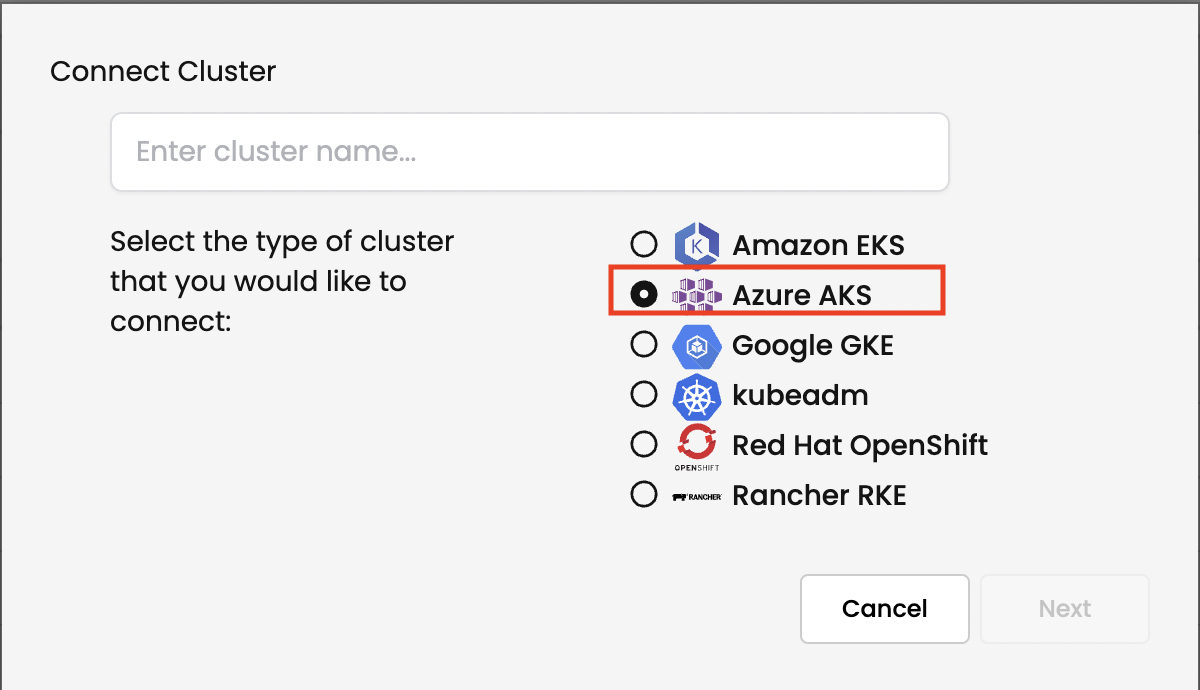 Connect Cluster
Enter cluster name...
Select the type of cluster
that you would like to
connect:
K
Amazon EKS
Azure AKS
Google GKE
kubeadm
OPENSHIFT
Red Hat OpenShift
RANCHER
Rancher RKE
Cancel
Next